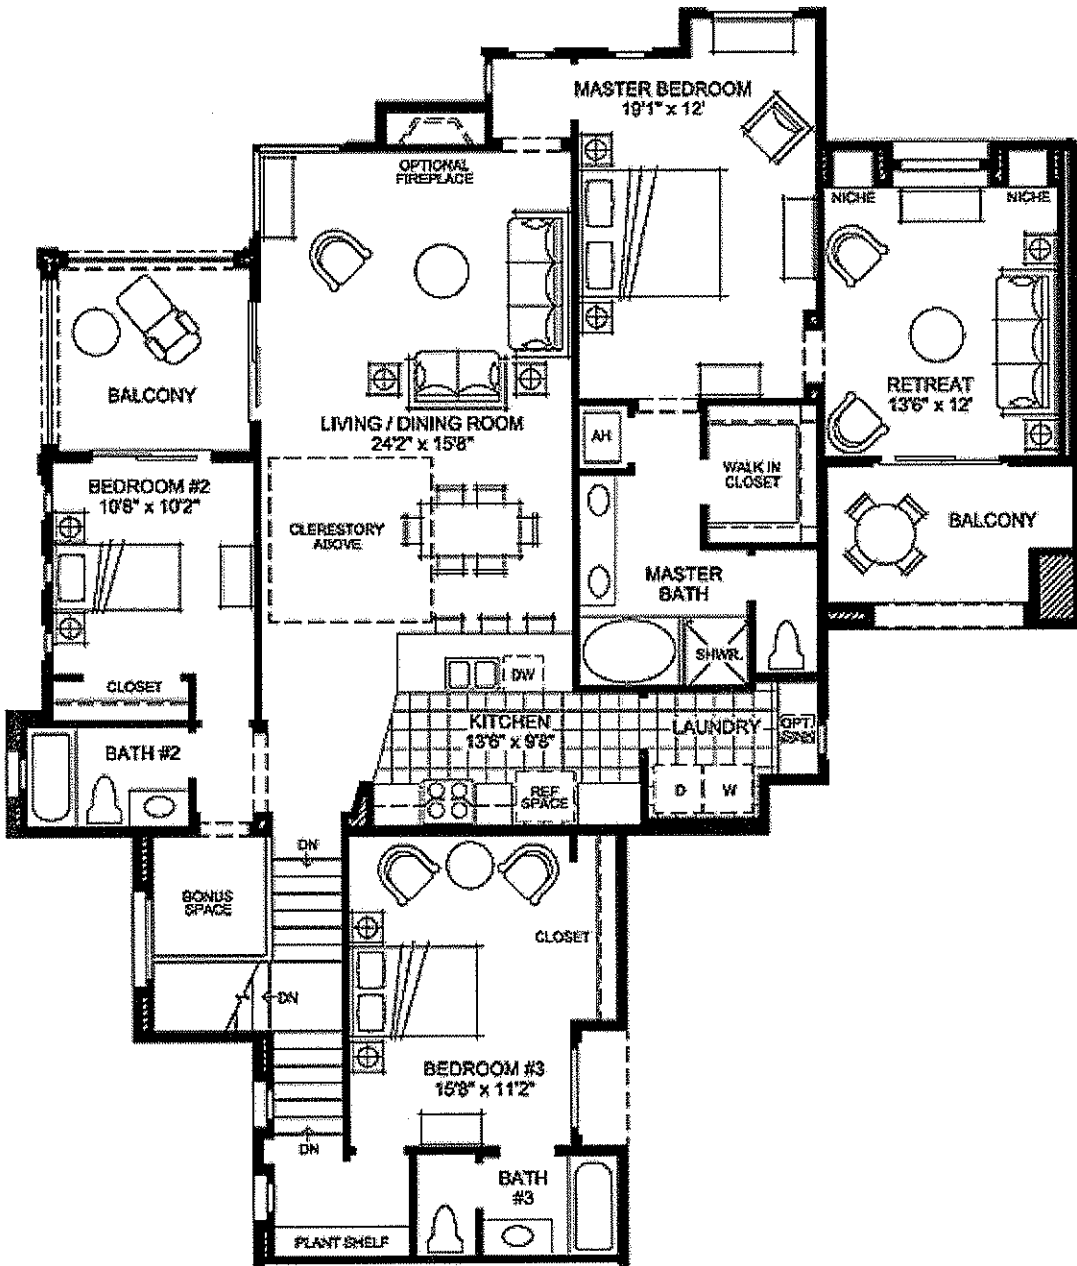 MASTER BEDROOM
19'1" x 12'
OPTIONAL
FIREPLACE
NICHE
NICHE
BALCONY
LIVING / DINING ROOM
24'2" x 15'8"
RETREAT
13'6" x 12'
AH
WALK IN
CLOSET
BEDROOM #2
10'8" x 10'2"
CLERESTORY
ABOVE
BALCONY
MASTER
BATH
SHWR.
CLOSET
DW
KITCHEN
13'6" x 9'8"
LAUNDRY
OPT.
BATH #2
REF
SPACE
D
W
DN
BONUS
SPACE
CLOSET
DN
BEDROOM #3
15'8" x 11'2"
DN
BATH
#3
PLANT SHELF